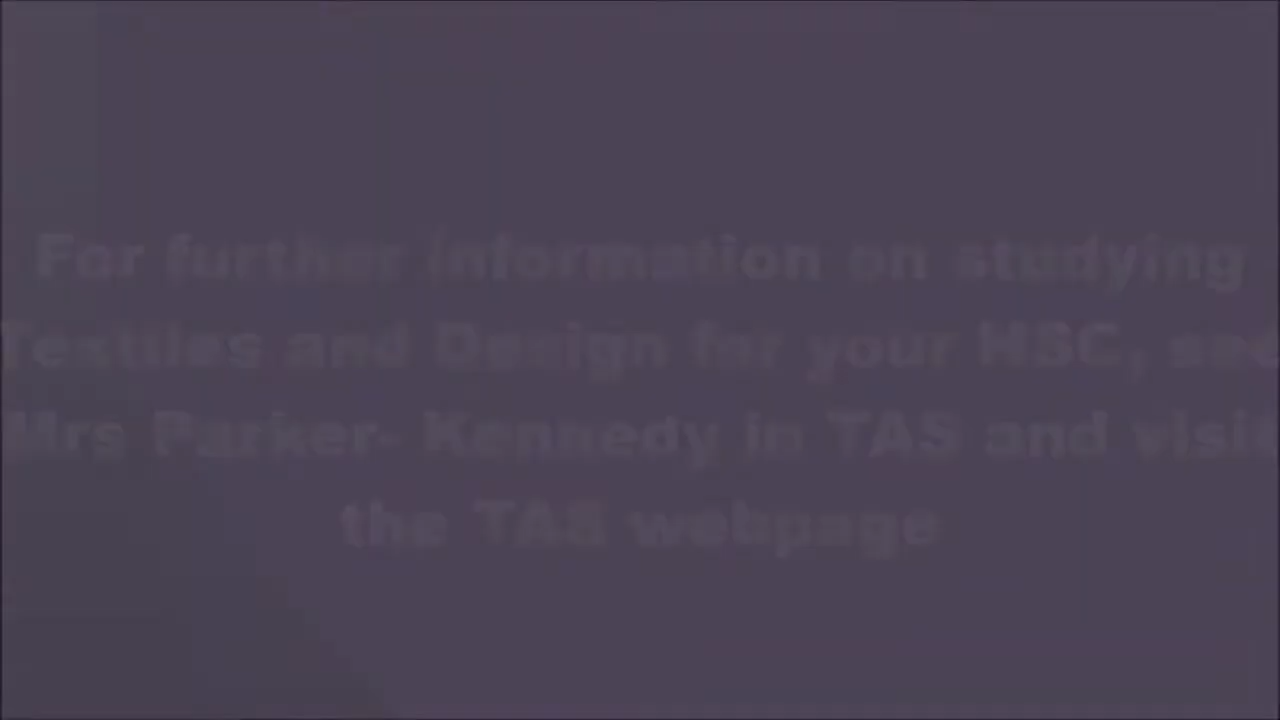 For further information on studying
Textiles and Design for your HSC, see
Mrs Parker- Kennedy in TAS and visit
the TAS webpage